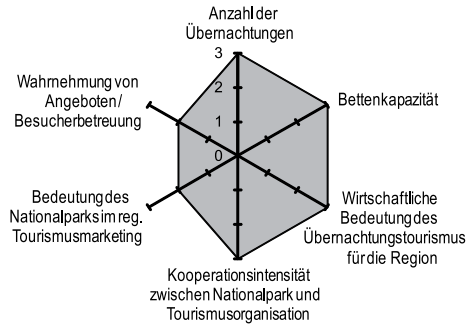 Anzahl der
Übernachtungen
3
2
1
0
Bettenkapazität
Wirtschaftliche
Bedeutung des
Übernachtungstourismus
für die Region
Kooperationsintensität
zwischen Nationalpark und
Tourismusorganisation
Bedeutung des
Nationalparks im reg.
Tourismusmarketing
Wahrnehmung von
Angeboten/
Besucherbetreuung